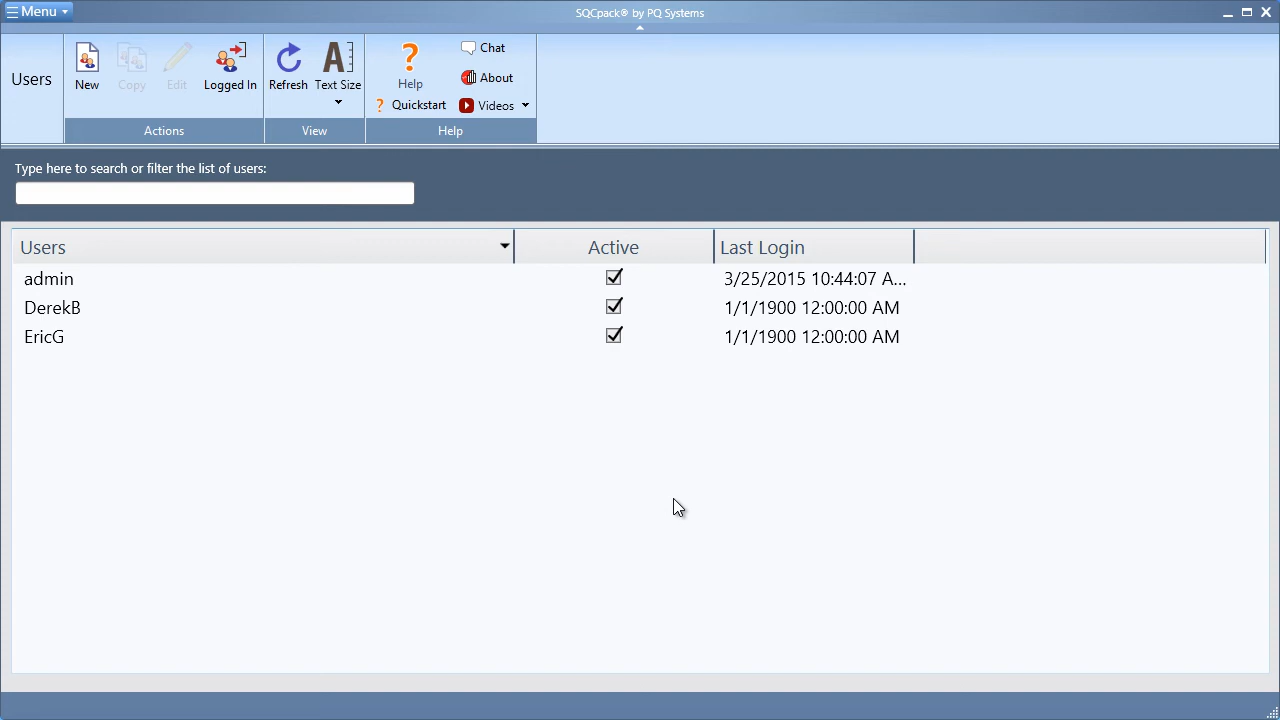 Menu
SQCpack® by PQ Systems
Users
New
Copy
Edit
Logged In
Actions
Refresh
Text Size
View
Help
Quickstart
Chat
About
Videos
Help
Type here to search or filter the list of users:
Users Active Last Login
admin 3/25/2015 10:44:07 A...
DerekB 1/1/1900 12:00:00 AM
EricG 1/1/1900 12:00:00 AM